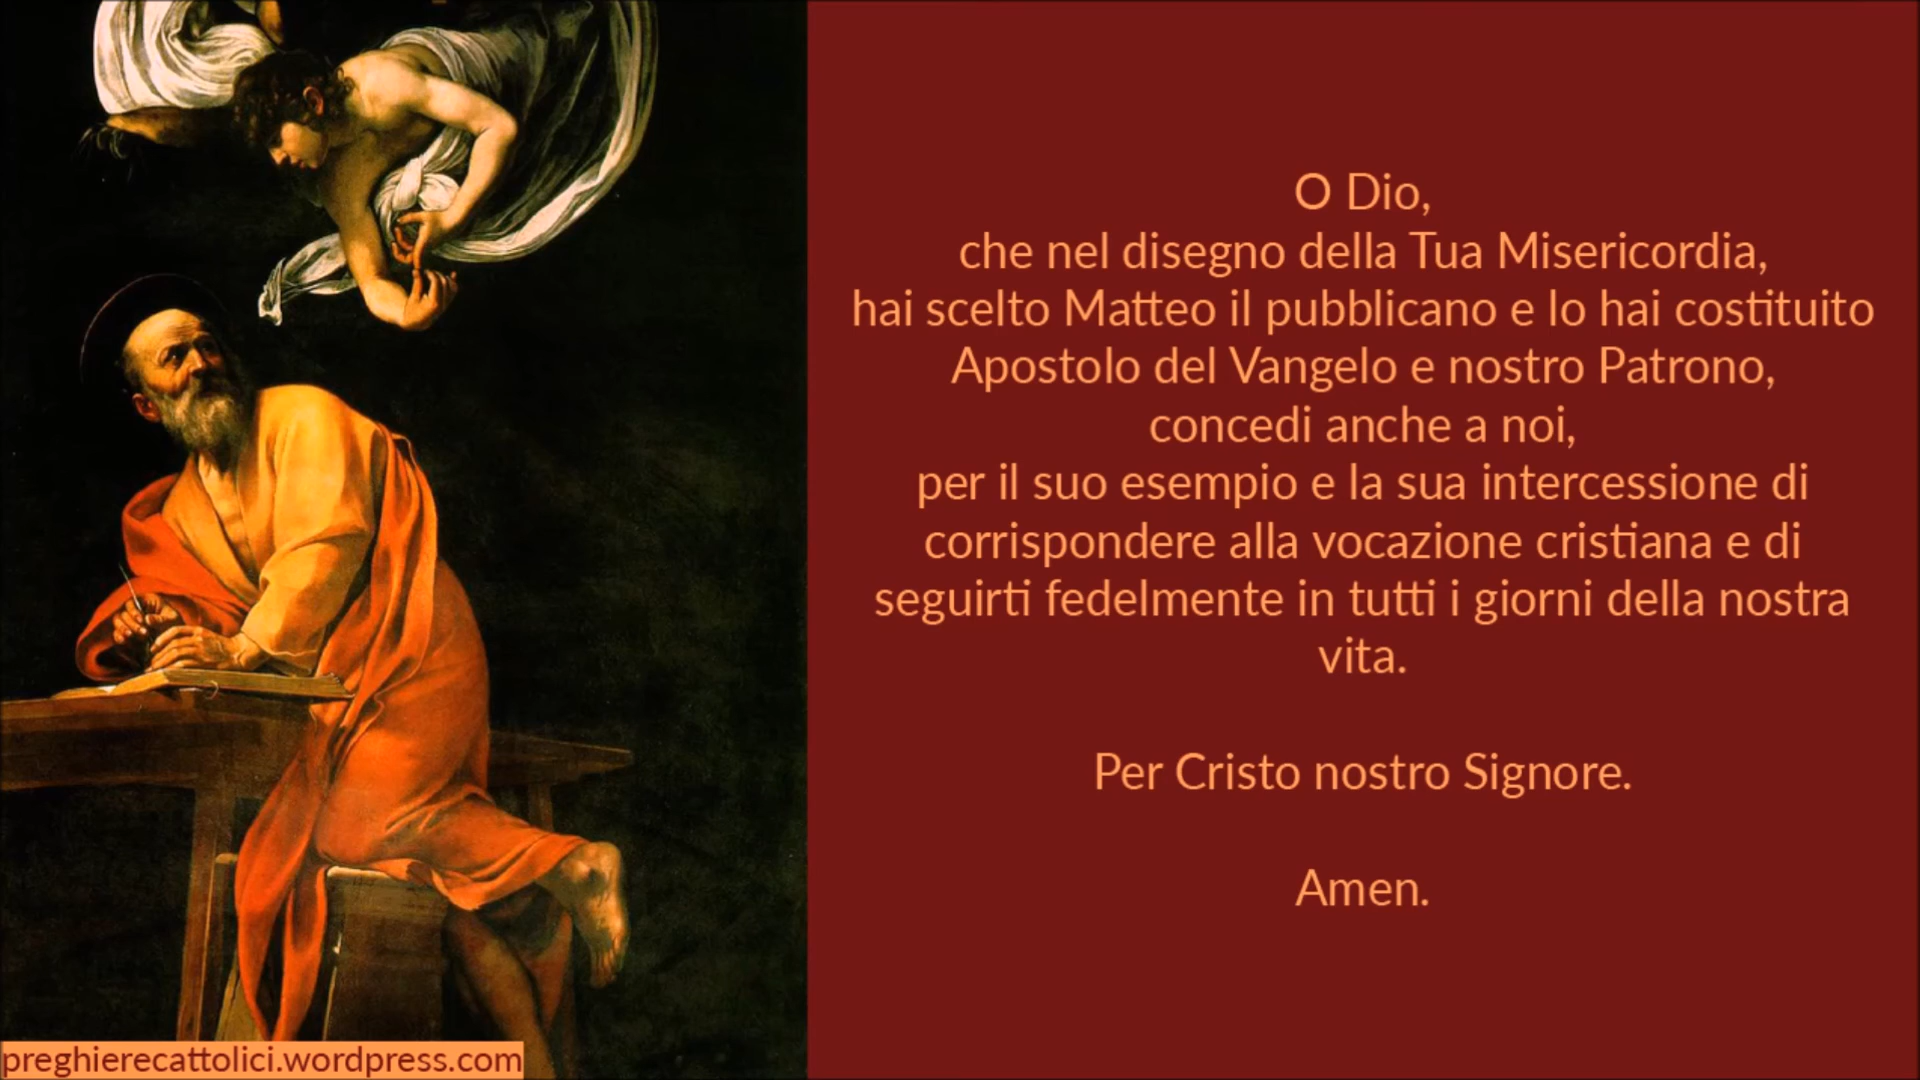 O Dio,
che nel disegno della Tua Misericordia,
hai scelto Matteo il pubblicano e lo hai costituito
Apostolo del Vangelo e nostro Patrono,
concedi anche a noi,
per il suo esempio e la sua intercessione di
corrispondere alla vocazione cristiana e di
seguirti fedelmente in tutti i giorni della nostra
vita.
Per Cristo nostro Signore.
Amen.
preghierecattolici.wordpress.com